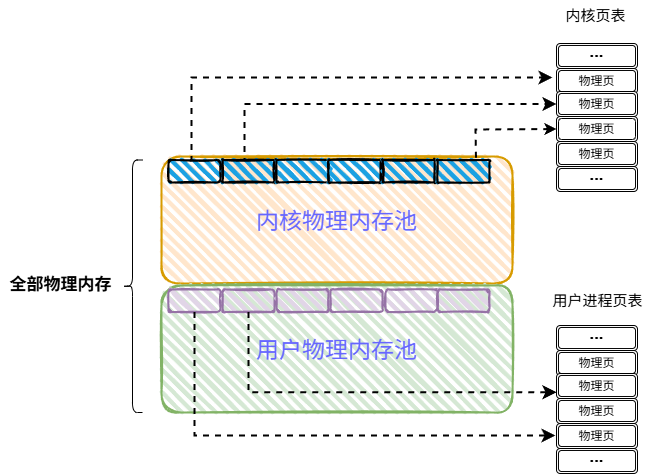 内核页表
...
物理页
物理页
物理页
物理页
...
内核物理内存池
全部物理内存
用户物理内存池
用户进程页表
...
物理页
物理页
物理页
物理页
...